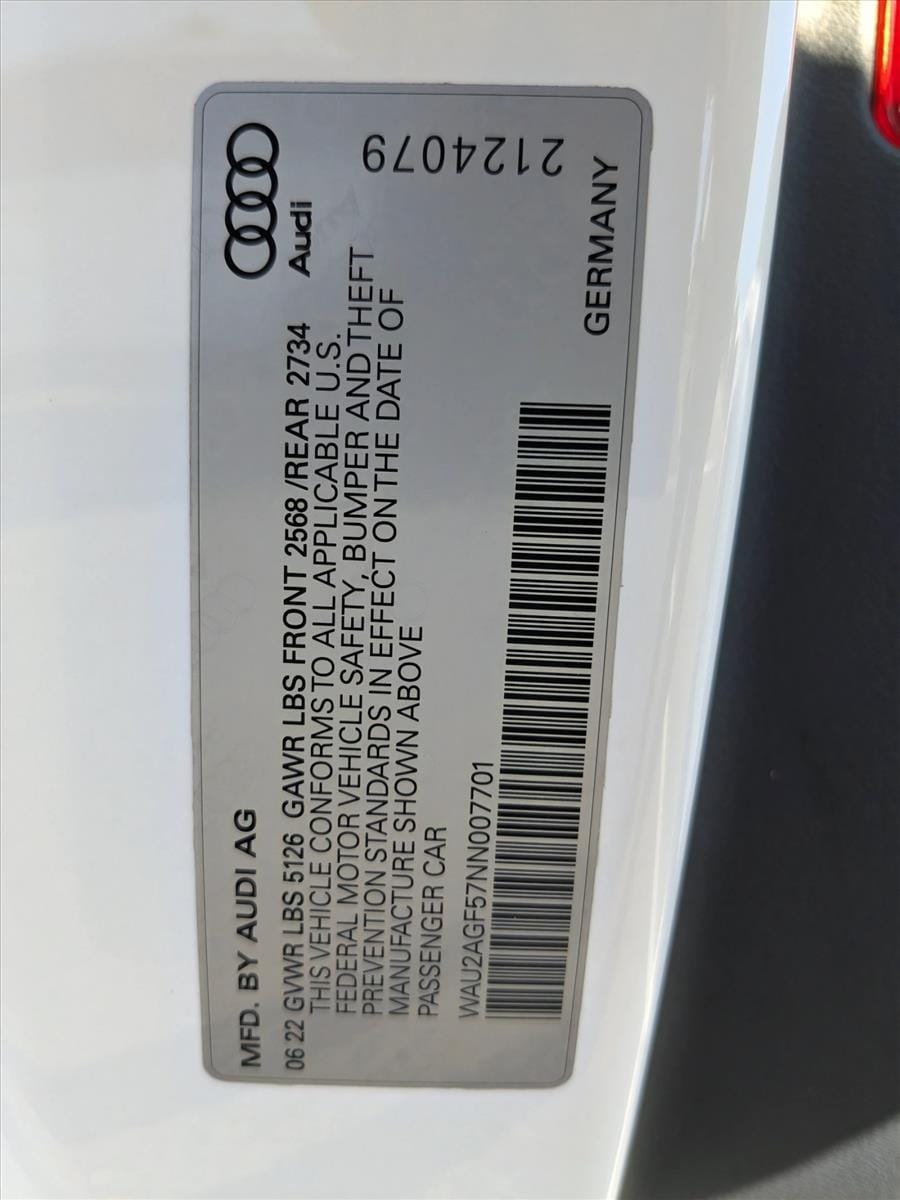 MFD. BY AUDI AG
Audi
06 22 GVWR LBS 5126 GAWR LBS FRONT 2568 /REAR 2734
THIS VEHICLE CONFORMS TO ALL APPLICABLE U.S.
FEDERAL MOTOR VEHICLE SAFETY, BUMPER AND THEFT
PREVENTION STANDARDS IN EFFECT ON THE DATE OF
MANUFACTURE SHOWN ABOVE
PASSENGER CAR
2124079
WAU2AGF57NN007701
GERMANY